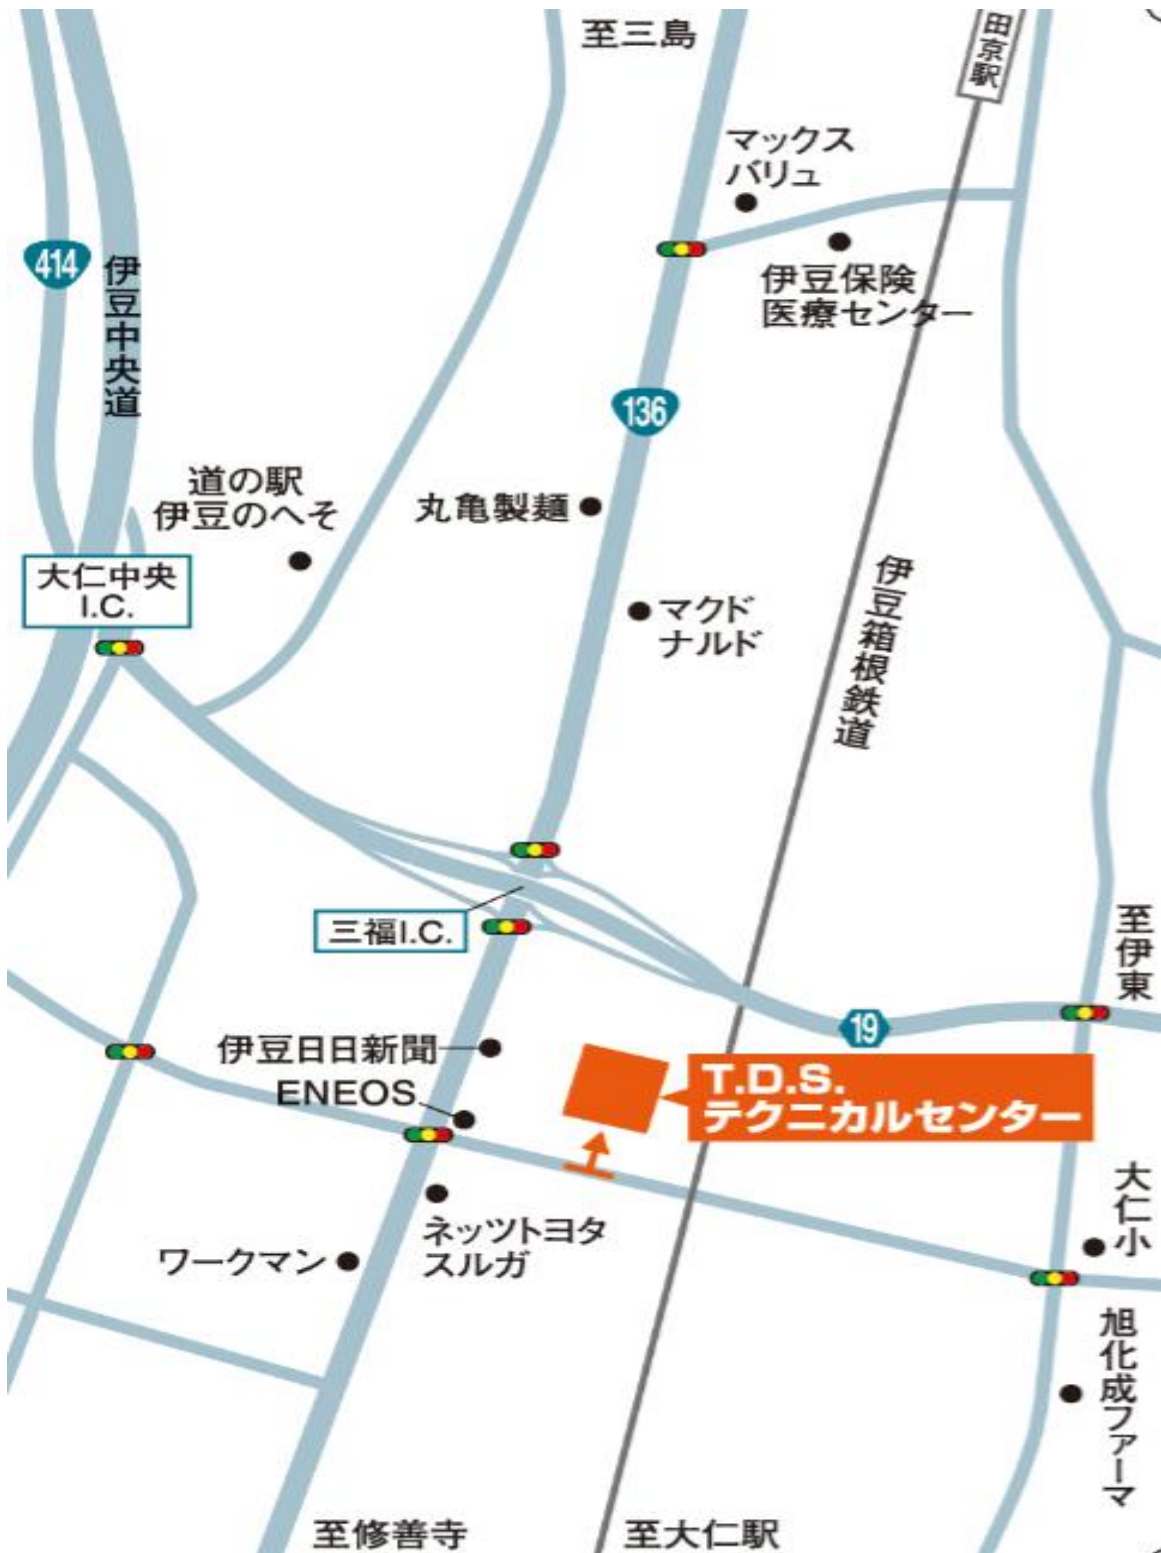 至三島
田京駅
マックス
バリュ
414
伊豆中央道
伊豆保険
医療センター
136
道の駅
伊豆のへそ
丸亀製麺
大仁中央
I.C.
マクド
ナルド
伊豆箱根鉄道
三福I.C.
至伊東
19
伊豆日日新聞
ENEOS
T.D.S.
テクニカルセンター
大仁小
ネッツトヨタ
スルガ
ワークマン
旭化成ファーマ
至修善寺
至大仁駅